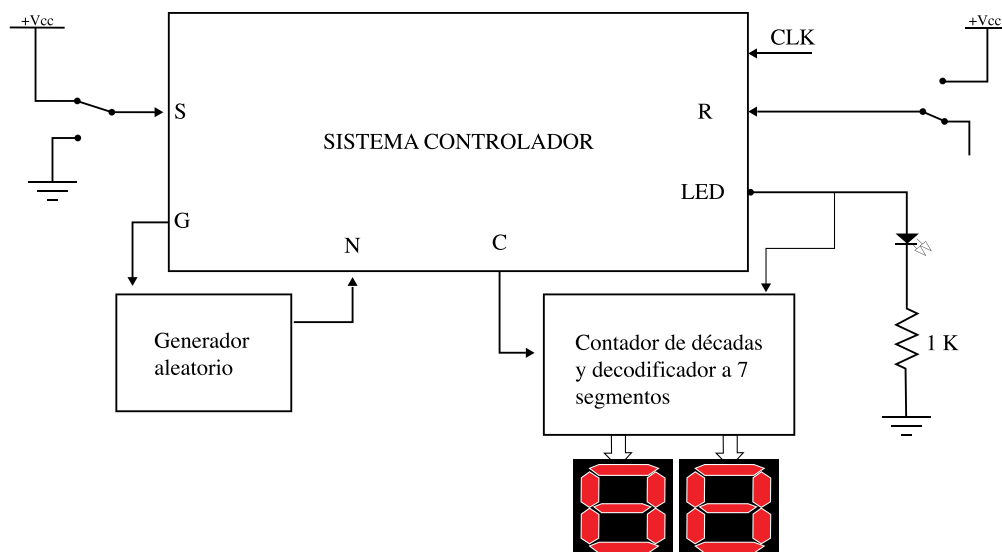 +Vcc
+Vcc
CLK
S
R
SISTEMA CONTROLADOR
LED
G
N
C
Generador
aleatorio
Contador de décadas
y decodificador a 7
segmentos
1 K